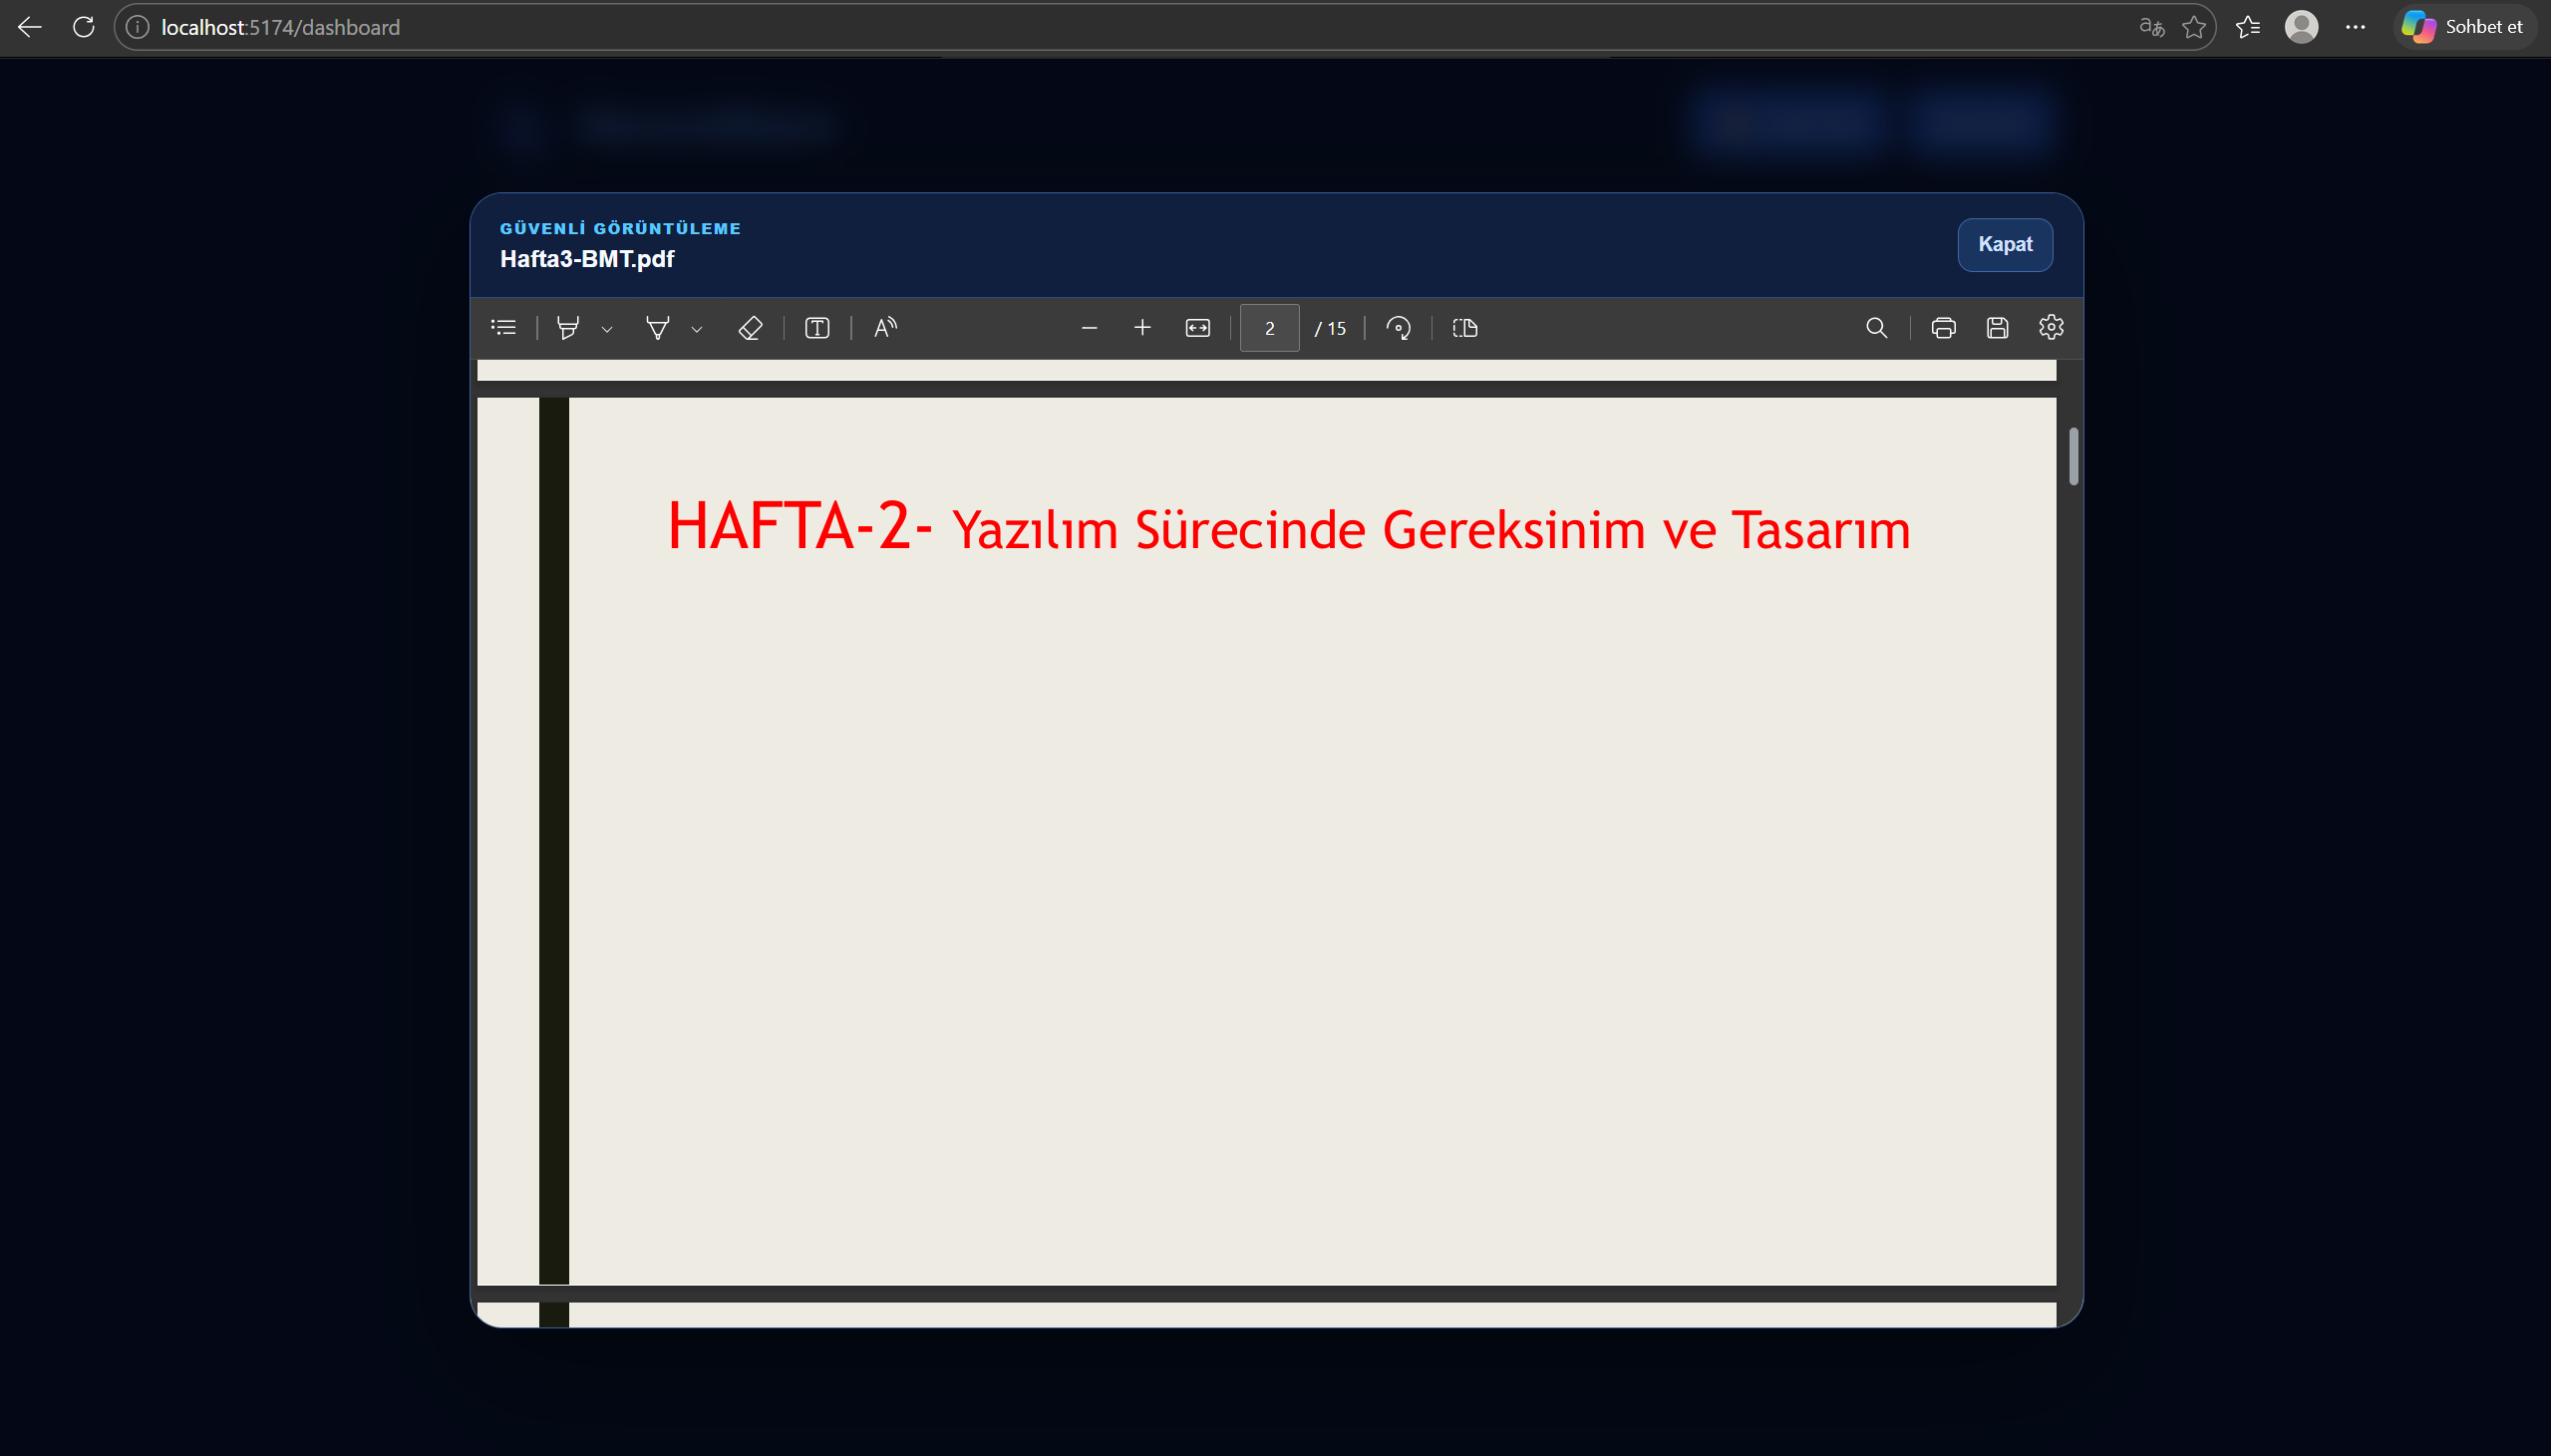 localhost:5174/dashboard
Sohbet et
GÜVENLİ GÖRÜNTÜLEME
Hafta3-BMT.pdf
Kapat
2 / 15
HAFTA-2- Yazılım Sürecinde Gereksinim ve Tasarım